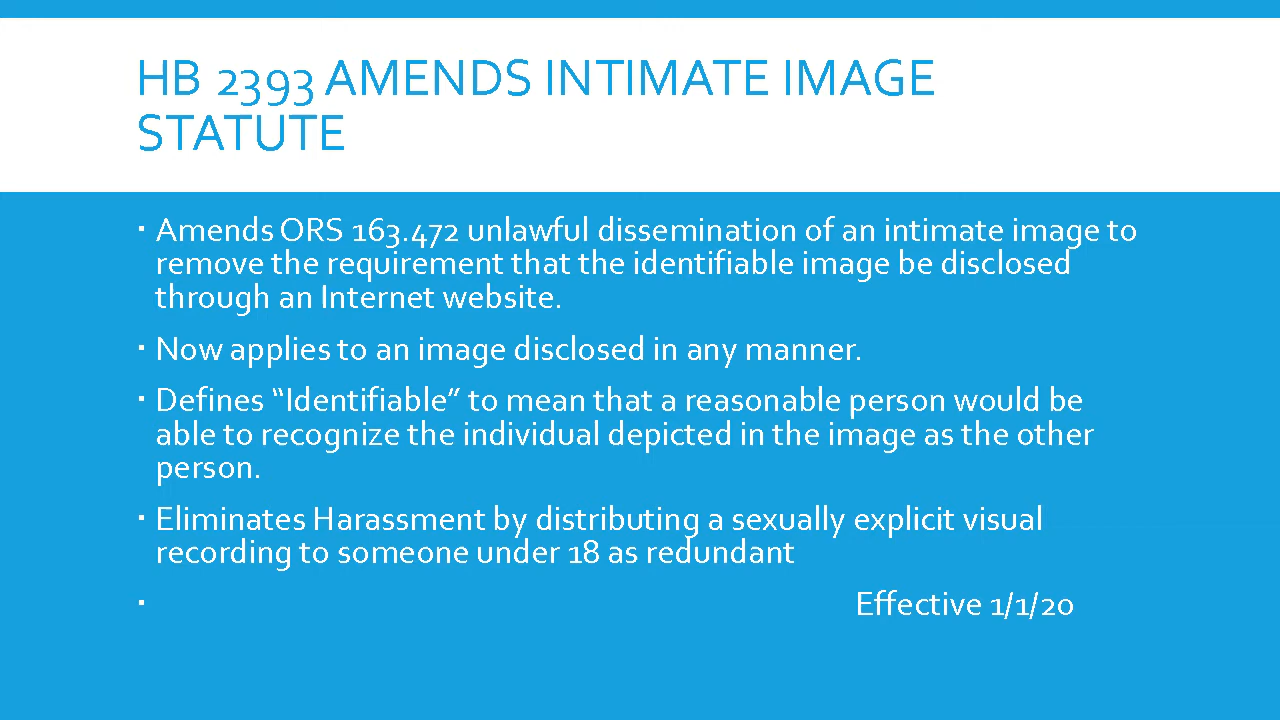 HB 2393 AMENDS INTIMATE IMAGE
STATUTE
▪ Amends ORS 163.472 unlawful dissemination of an intimate image to
remove the requirement that the identifiable image be disclosed
through an Internet website.
▪ Now applies to an image disclosed in any manner.
▪ Defines “Identifiable” to mean that a reasonable person would be
able to recognize the individual depicted in the image as the other
person.
▪ Eliminates Harassment by distributing a sexually explicit visual
recording to someone under 18 as redundant
▪ Effective 1/1/20